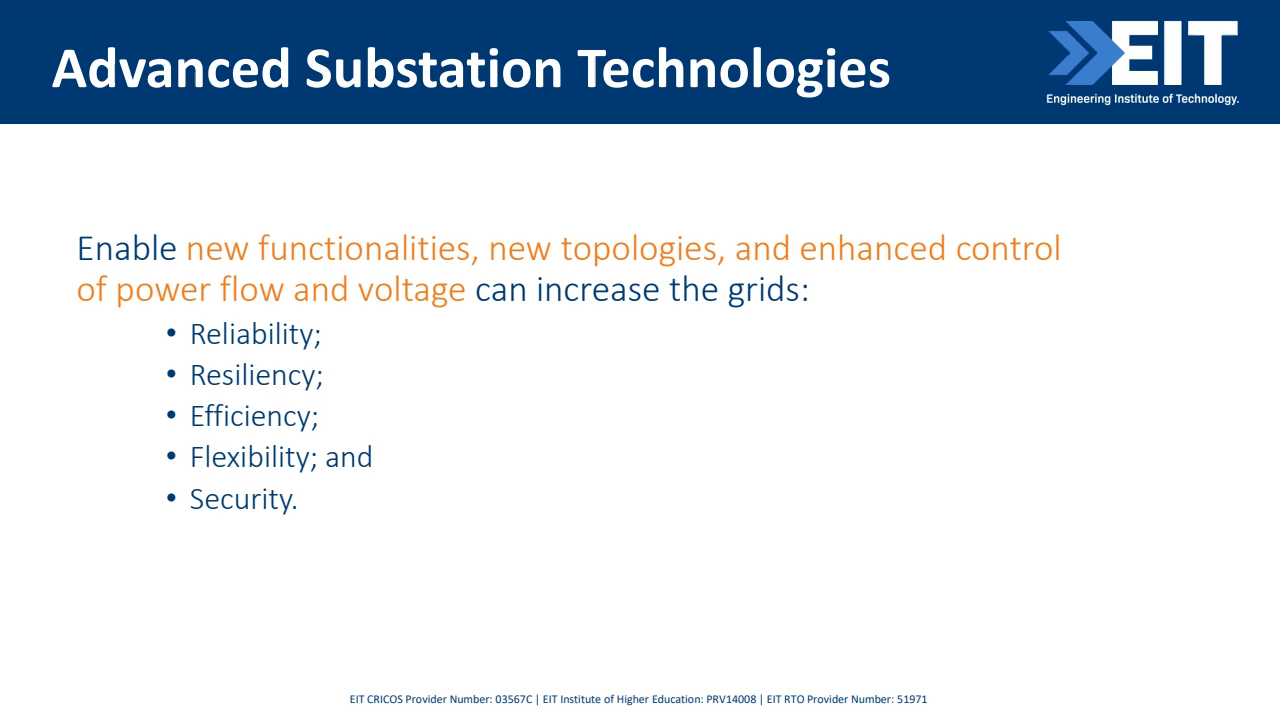 Advanced Substation Technologies
EIT
Engineering Institute of Technology.
Enable new functionalities, new topologies, and enhanced control
of power flow and voltage can increase the grids:
• Reliability;
• Resiliency;
• Efficiency;
• Flexibility; and
• Security.
EIT CRICOS Provider Number: 03567C | EIT Institute of Higher Education: PRV14008 | EIT RTO Provider Number: 51971